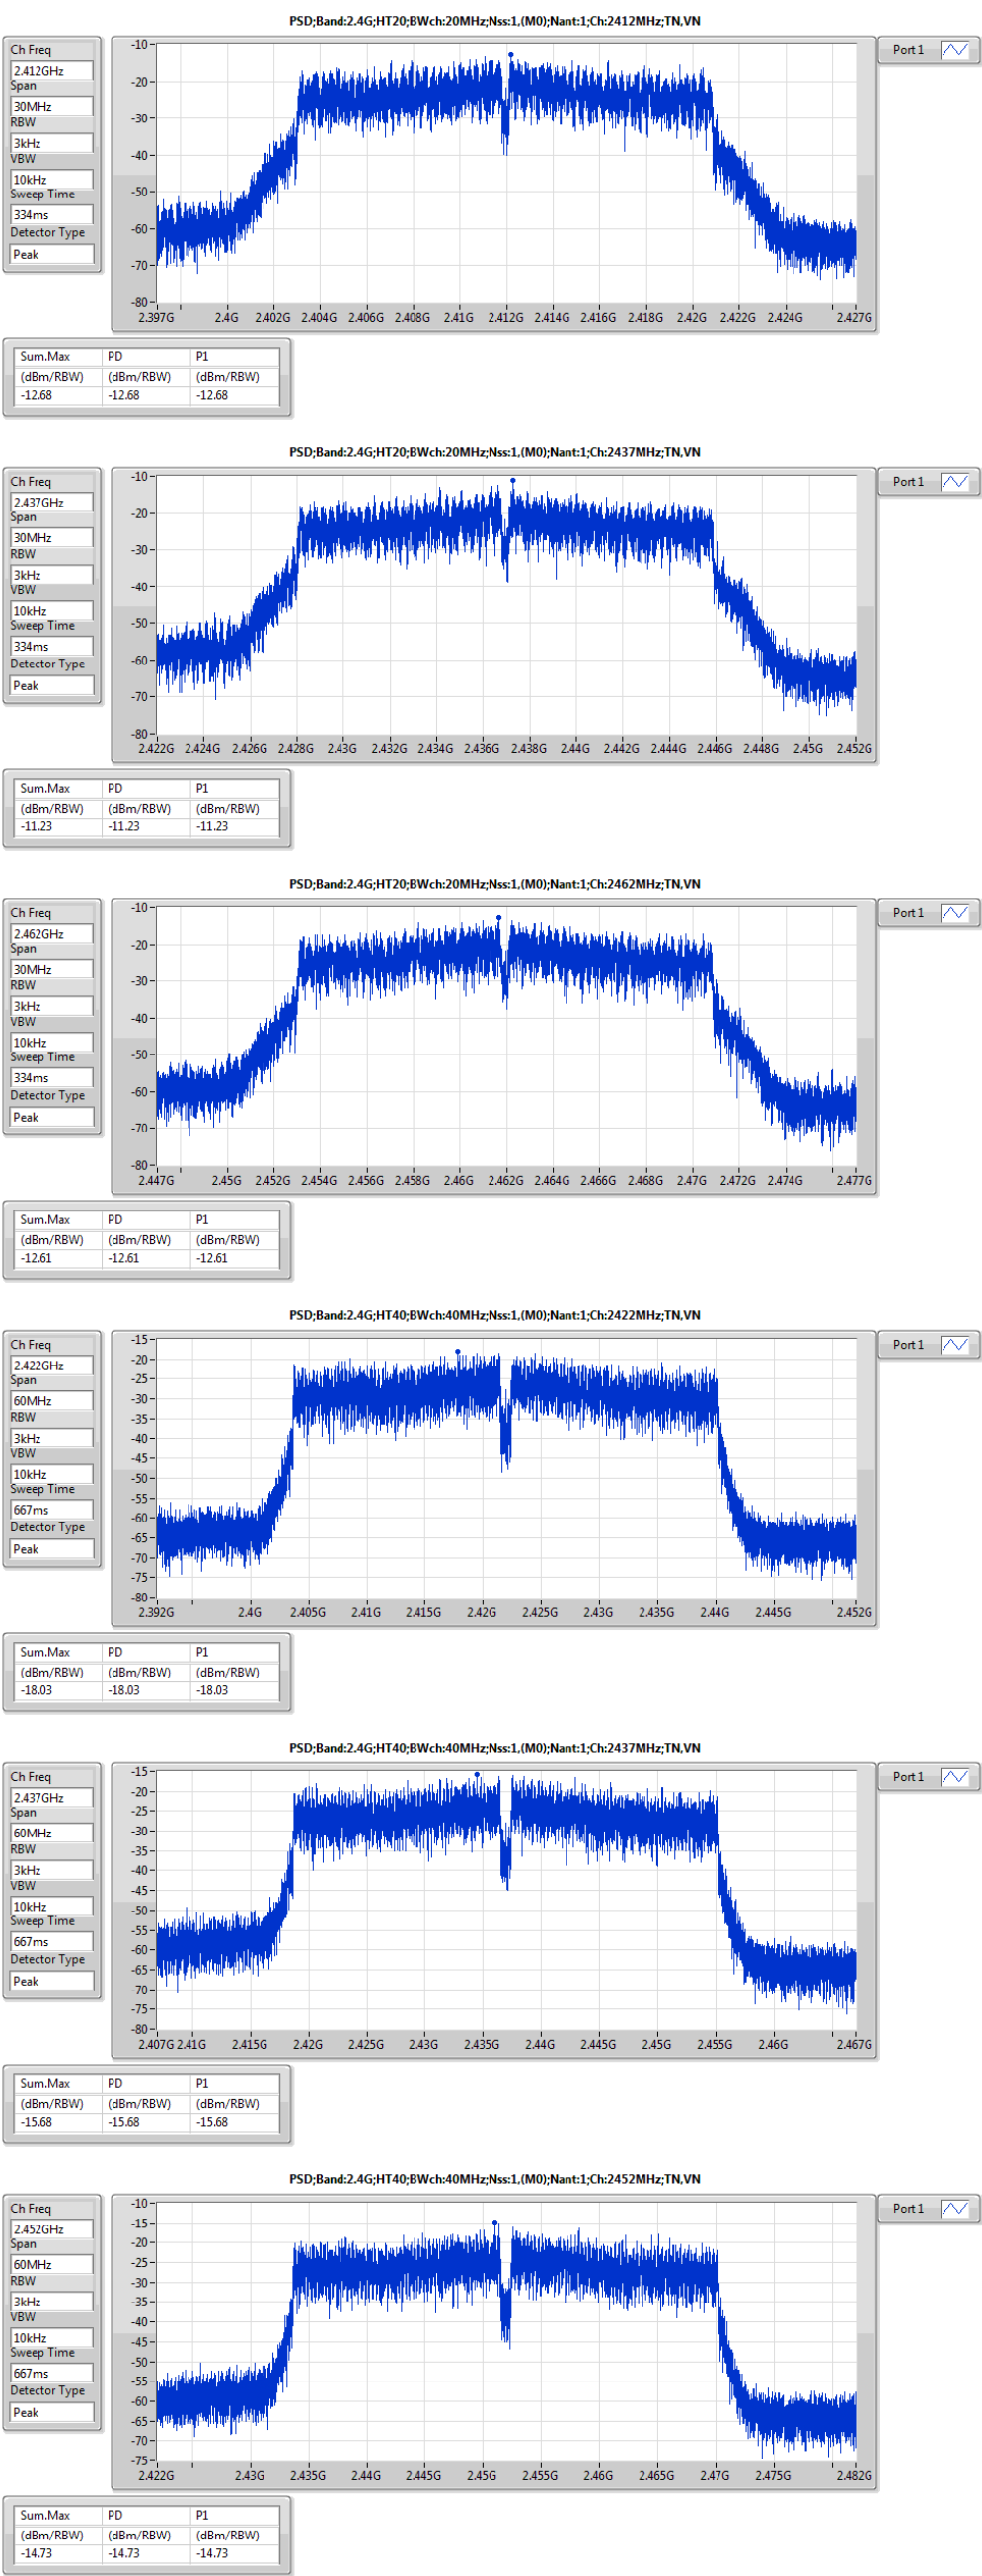 PSD;Band:2.4G;HT20;BWch:20MHz;Nss:1,(M0);Nant:1;Ch:2412MHz;TN,VN
Ch Freq
2.412GHz
Span
30MHz
RBW
3kHz
VBW
10kHz
Sweep Time
334ms
Detector Type
Peak
-10
-20
-30
-40
-50
-60
-70
-80
2.397G 2.4G 2.402G 2.404G 2.406G 2.408G 2.41G 2.412G 2.414G 2.416G 2.418G 2.42G 2.422G 2.424G 2.427G
Port 1
Sum.Max PD P1
(dBm/RBW) (dBm/RBW) (dBm/RBW)
-12.68 -12.68 -12.68
PSD;Band:2.4G;HT20;BWch:20MHz;Nss:1,(M0);Nant:1;Ch:2437MHz;TN,VN
Ch Freq
2.437GHz
Span
30MHz
RBW
3kHz
VBW
10kHz
Sweep Time
334ms
Detector Type
Peak
-10
-20
-30
-40
-50
-60
-70
-80
2.422G 2.424G 2.426G 2.428G 2.43G 2.432G 2.434G 2.436G 2.438G 2.44G 2.442G 2.444G 2.446G 2.448G 2.45G 2.452G
Port 1
Sum.Max PD P1
(dBm/RBW) (dBm/RBW) (dBm/RBW)
-11.23 -11.23 -11.23
PSD;Band:2.4G;HT20;BWch:20MHz;Nss:1,(M0);Nant:1;Ch:2462MHz;TN,VN
Ch Freq
2.462GHz
Span
30MHz
RBW
3kHz
VBW
10kHz
Sweep Time
334ms
Detector Type
Peak
-10
-20
-30
-40
-50
-60
-70
-80
2.447G 2.45G 2.452G 2.454G 2.456G 2.458G 2.46G 2.462G 2.464G 2.466G 2.468G 2.47G 2.472G 2.474G 2.477G
Port 1
Sum.Max PD P1
(dBm/RBW) (dBm/RBW) (dBm/RBW)
-12.61 -12.61 -12.61
PSD;Band:2.4G;HT40;BWch:40MHz;Nss:1,(M0);Nant:1;Ch:2422MHz;TN,VN
Ch Freq
2.422GHz
Span
60MHz
RBW
3kHz
VBW
10kHz
Sweep Time
667ms
Detector Type
Peak
-15
-20
-25
-30
-35
-40
-45
-50
-55
-60
-65
-70
-75
-80
2.392G 2.4G 2.405G 2.41G 2.415G 2.42G 2.425G 2.43G 2.435G 2.44G 2.445G 2.452G
Port 1
Sum.Max PD P1
(dBm/RBW) (dBm/RBW) (dBm/RBW)
-18.03 -18.03 -18.03
PSD;Band:2.4G;HT40;BWch:40MHz;Nss:1,(M0);Nant:1;Ch:2437MHz;TN,VN
Ch Freq
2.437GHz
Span
60MHz
RBW
3kHz
VBW
10kHz
Sweep Time
667ms
Detector Type
Peak
-15
-20
-25
-30
-35
-40
-45
-50
-55
-60
-65
-70
-75
-80
2.407G 2.41G 2.415G 2.42G 2.425G 2.43G 2.435G 2.44G 2.445G 2.45G 2.455G 2.46G 2.467G
Port 1
Sum.Max PD P1
(dBm/RBW) (dBm/RBW) (dBm/RBW)
-15.68 -15.68 -15.68
PSD;Band:2.4G;HT40;BWch:40MHz;Nss:1,(M0);Nant:1;Ch:2452MHz;TN,VN
Ch Freq
2.452GHz
Span
60MHz
RBW
3kHz
VBW
10kHz
Sweep Time
667ms
Detector Type
Peak
-10
-15
-20
-25
-30
-35
-40
-45
-50
-55
-60
-65
-70
-75
2.422G 2.43G 2.435G 2.44G 2.445G 2.45G 2.455G 2.46G 2.465G 2.47G 2.475G 2.482G
Port 1
Sum.Max PD P1
(dBm/RBW) (dBm/RBW) (dBm/RBW)
-14.73 -14.73 -14.73